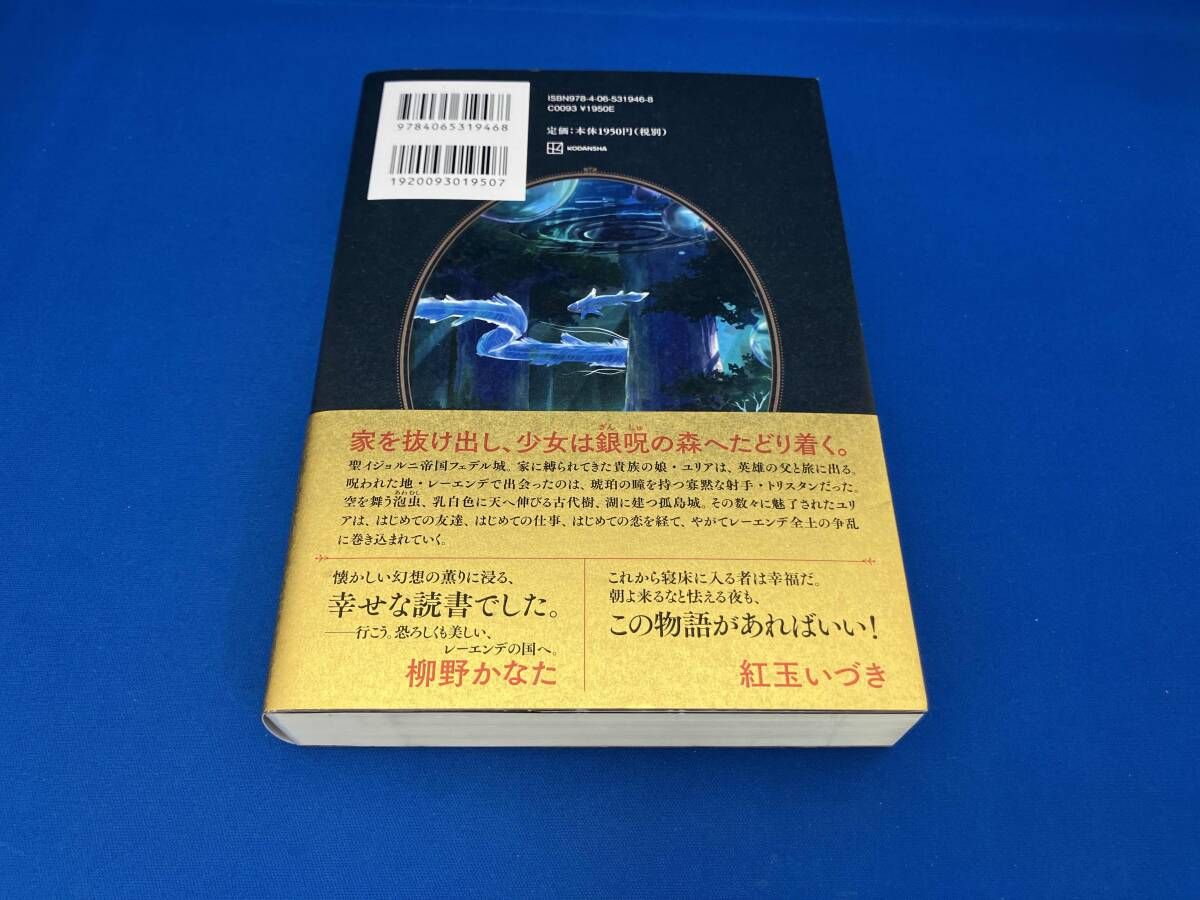 9784065319468
1920093019507
ISBN978-4-06-531946-8
C0093 ¥1950E
定価:本体1950円(税別)
KODANSHA
家を抜け出し、少女は銀呪の森へたどり着く。
ざん しゅ
聖イジョルニ帝国フェデル城。家に縛られてきた貴族の娘・ユリアは、英雄の父と旅に出る。
呪われた地・レーエンデで出会ったのは、琥珀の瞳を持つ寡黙な射手・トリスタンだった。
あわむし
空を舞う泡虫、乳白色に天へ伸びる古代樹、湖に建つ孤島城。その数々に魅了されたユリ
アは、はじめての友達、はじめての仕事、はじめての恋を経て、やがてレーエンデ全土の争乱
に巻き込まれていく。
懐かしい幻想の薫りに浸る、
幸せな読書でした。
――行こう。恐ろしくも美しい、
レーエンデの国へ。
柳野かなた
これから寝床に入る者は幸福だ。
朝よ来るなと怯える夜も、
この物語があればいい!
紅玉いづき